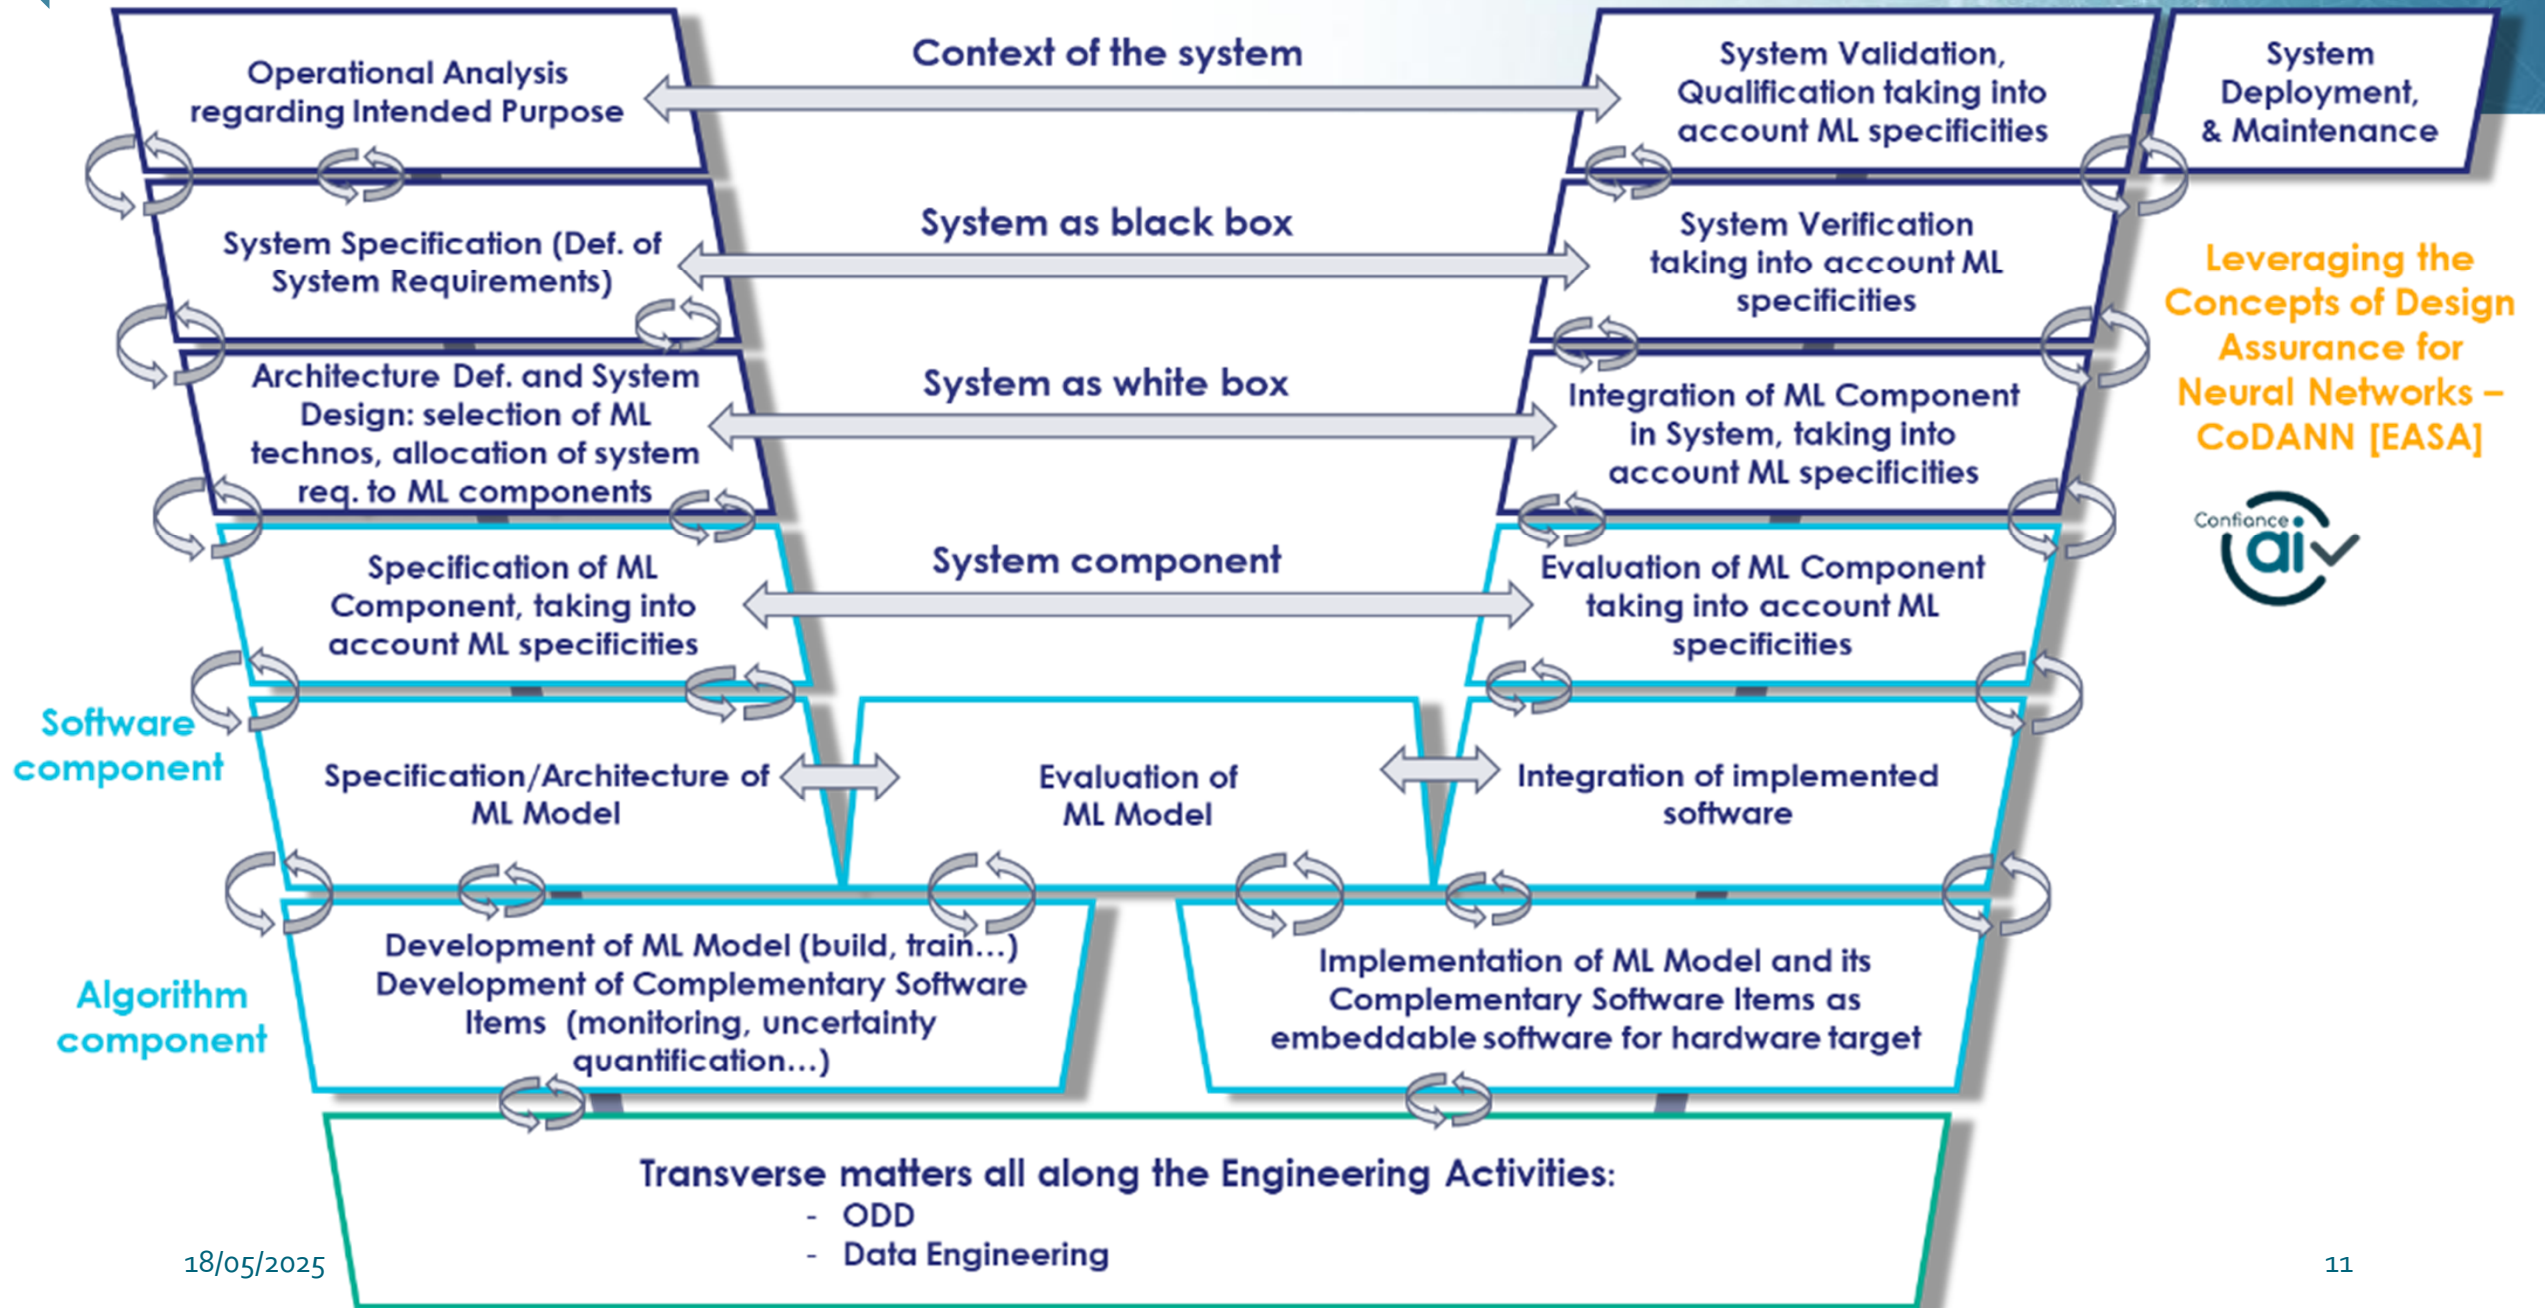 Operational Analysis
regarding Intended Purpose
Context of the system
System Validation,
Qualification taking into
account ML specificities
System
Deployment,
& Maintenance
System Specification (Def. of
System Requirements)
System as black box
System Verification
taking into account ML
specificities
Leveraging the
Concepts of Design
Assurance for
Neural Networks –
CoDANN [EASA]
Architecture Def. and System
Design: selection of ML
technos, allocation of system
req. to ML components
System as white box
Integration of ML Component
in System, taking into
account ML specificities
Confiance
ai
Specification of ML
Component, taking into
account ML specificities
System component
Evaluation of ML Component
taking into account ML
specificities
Software
component
Specification/Architecture of
ML Model
Evaluation of
ML Model
Integration of implemented
software
Algorithm
component
Development of ML Model (build, train...)
Development of Complementary Software
Items (monitoring, uncertainty
quantification...)
Implementation of ML Model and its
Complementary Software Items as
embeddable software for hardware target
Transverse matters all along the Engineering Activities:
- ODD
- Data Engineering
18/05/2025
11